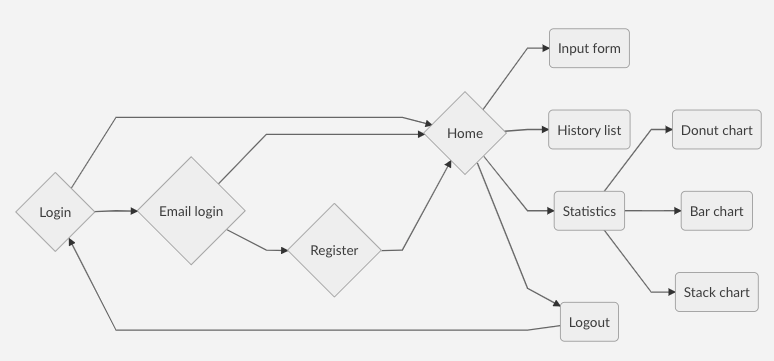 Input form
Home
History list
Donut chart
Login
Email login
Statistics
Bar chart
Register
Stack chart
Logout